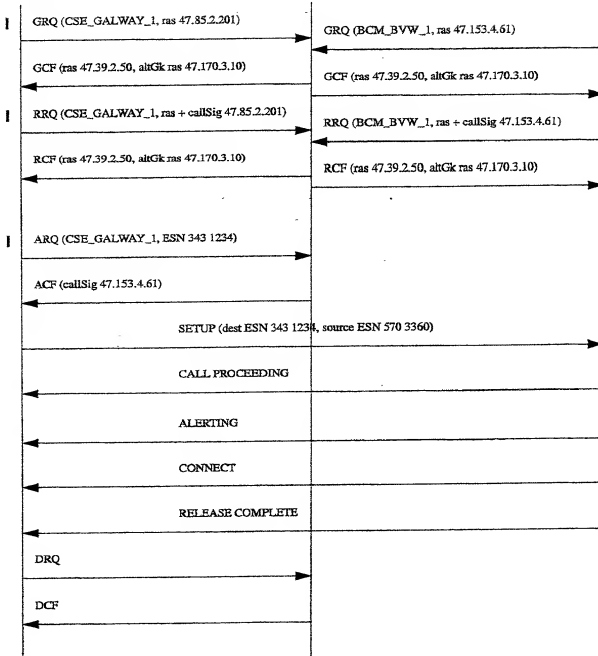 GRQ (CSE_GALWAY_1, ras 47.85.2.201)
GRQ (BCM_BVW_1, ras 47.153.4.61)
GCF (ras 47.39.2.50, altGk ras 47.170.3.10)
GCF (ras 47.39.2.50, altGk ras 47.170.3.10)
RRQ (CSE_GALWAY_1, ras + callSig 47.85.2.201)
RRQ (BCM_BVW_1, ras + callSig 47.153.4.61)
RCF (ras 47.39.2.50, altGk ras 47.170.3.10)
RCF (ras 47.39.2.50, altGk ras 47.170.3.10)
ARQ (CSE_GALWAY_1, ESN 343 1234)
ACF (callSig 47.153.4.61)
SETUP (dest ESN 343 1234, source ESN 570 3360)
CALL PROCEEDING
ALERTING
CONNECT
RELEASE COMPLETE
DRQ
DCF